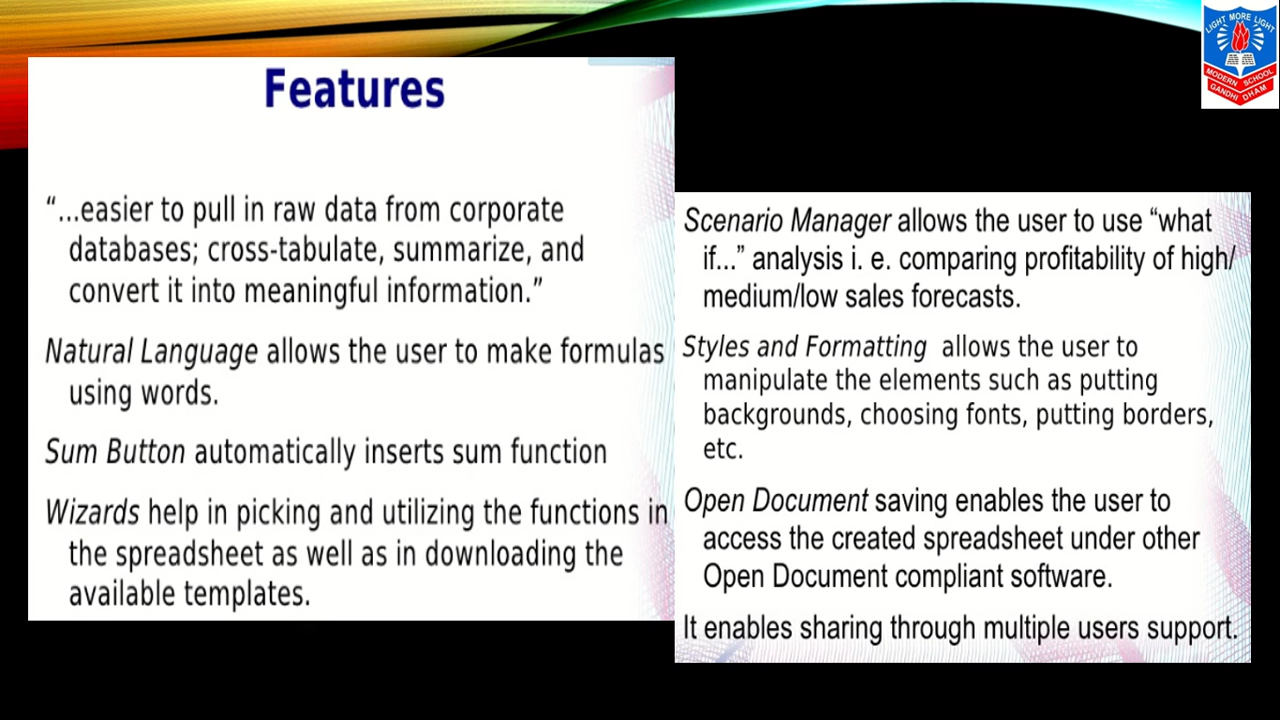 Features
“...easier to pull in raw data from corporate
databases; cross-tabulate, summarize, and
convert it into meaningful information.”
Natural Language allows the user to make formulas
using words.
Sum Button automatically inserts sum function
Wizards help in picking and utilizing the functions in
the spreadsheet as well as in downloading the
available templates.
Scenario Manager allows the user to use “what
if...” analysis i. e. comparing profitability of high/
medium/low sales forecasts.
Styles and Formatting allows the user to
manipulate the elements such as putting
backgrounds, choosing fonts, putting borders,
etc.
Open Document saving enables the user to
access the created spreadsheet under other
Open Document compliant software.
It enables sharing through multiple users support.
LIGHT MORE LIGHT
MODERN SCHOOL
GANDHI DHAM